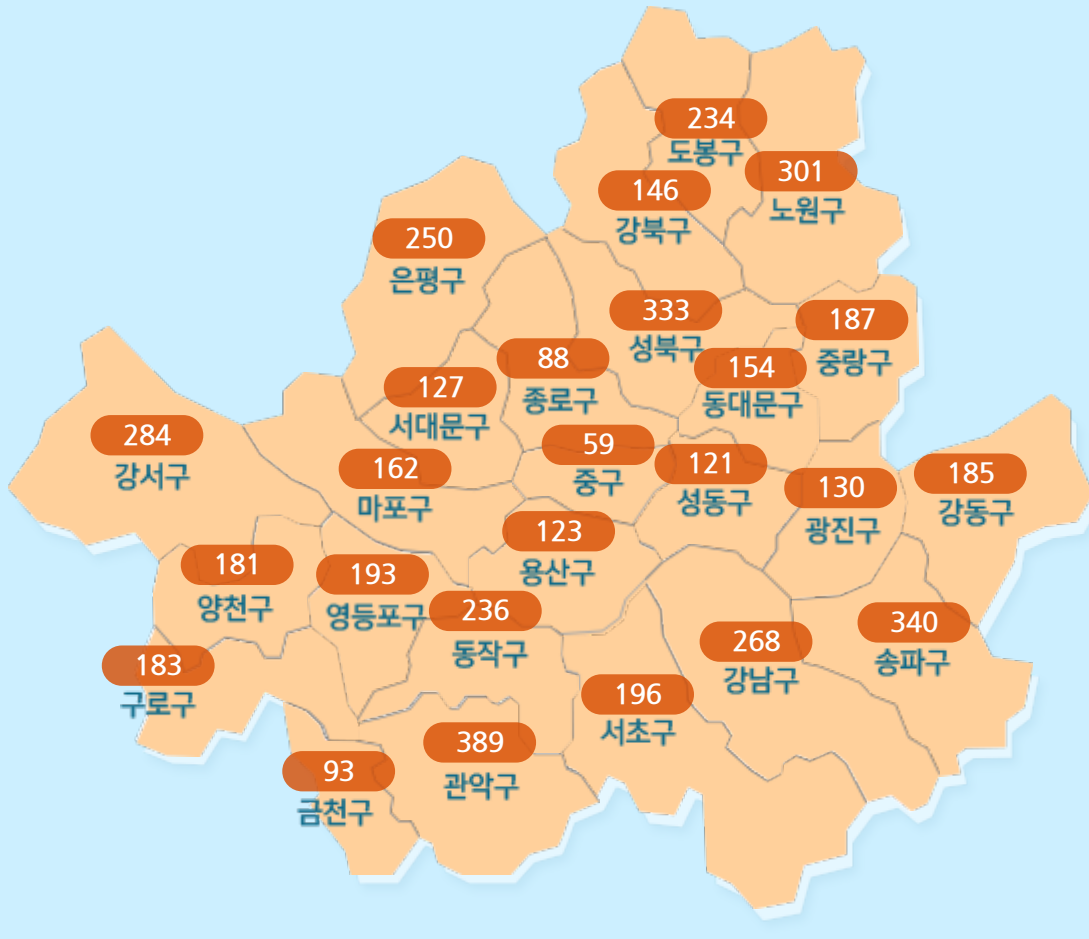 234
도봉구
301
노원구
146
강북구
250
은평구
333
성북구
187
중랑구
88
종로구
154
동대문구
127
서대문구
284
강서구
59
중구
162
마포구
121
성동구
130
광진구
185
강동구
123
용산구
181
양천구
193
영등포구
236
동작구
340
송파구
268
강남구
183
구로구
196
서초구
389
관악구
93
금천구